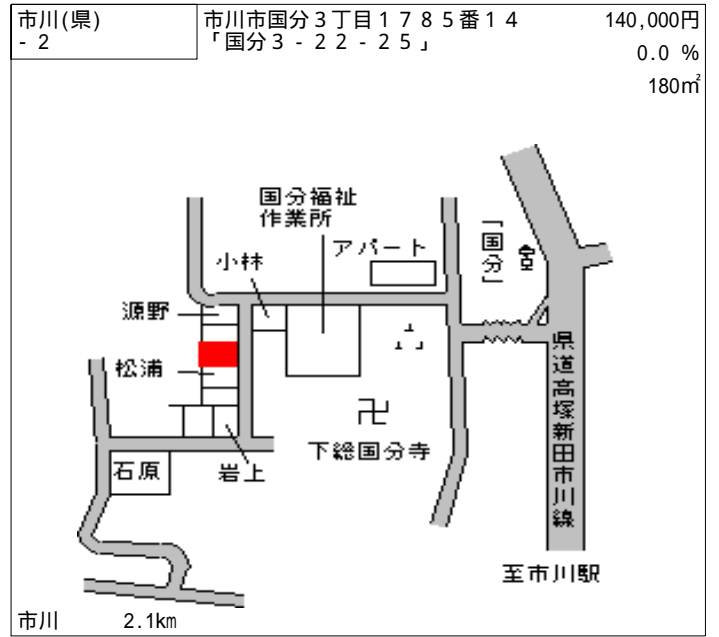 市川(県)
- 2
市川市国分３丁目１７８５番１４
「国分３ - ２２ - ２５」
140,000円
0.0 %
180㎡
国分福祉
作業所
アパート
小林
「国分」
源野
松浦
県道高塚新田市川線
卍
下総国分寺
石原
岩上
至市川駅
市川 2.1km